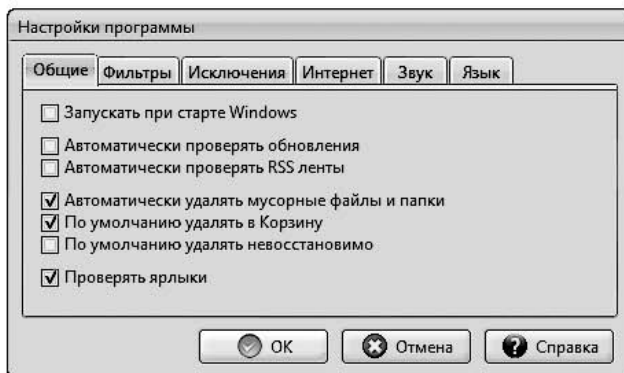 Настройки программы
Общие Фильтры Исключения Интернет Звук Язык
Запускать при старте Windows
Автоматически проверять обновления
Автоматически проверять RSS ленты
Автоматически удалять мусорные файлы и папки
По умолчанию удалять в Корзину
По умолчанию удалять невосстановимо
Проверять ярлыки
ОК Отмена Справка